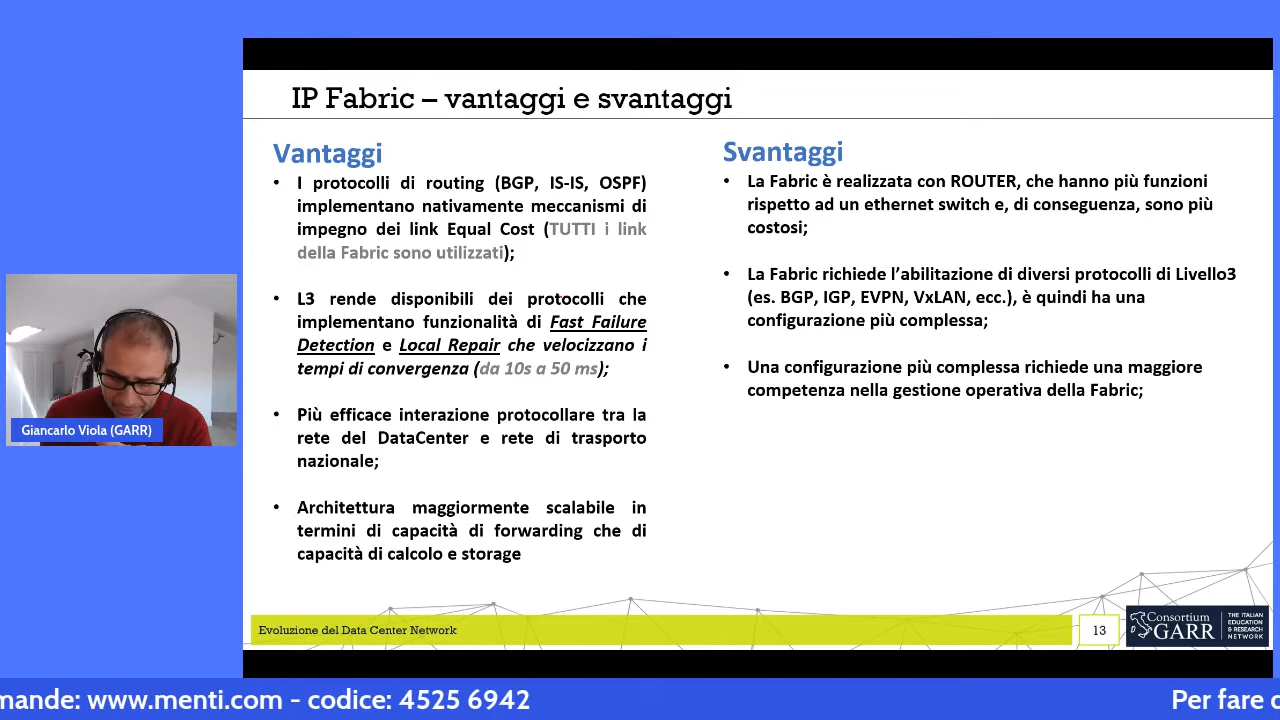 IP Fabric – vantaggi e svantaggi
Vantaggi
• I protocolli di routing (BGP, IS-IS, OSPF)
implementano nativamente meccanismi di
impegno dei link Equal Cost (TUTTI i link
della Fabric sono utilizzati);
• L3 rende disponibili dei protocolli che
implementano funzionalità di Fast Failure
Detection e Local Repair che velocizzano i
tempi di convergenza (da 10s a 50 ms);
• Più efficace interazione protocollare tra la
rete del DataCenter e rete di trasporto
nazionale;
• Architettura maggiormente scalabile in
termini di capacità di forwarding che di
capacità di calcolo e storage
Svantaggi
• La Fabric è realizzata con ROUTER, che hanno più funzioni
rispetto ad un ethernet switch e, di conseguenza, sono più
costosi;
• La Fabric richiede l’abilitazione di diversi protocolli di Livello3
(es. BGP, IGP, EVPN, VxLAN, ecc.), è quindi ha una
configurazione più complessa;
• Una configurazione più complessa richiede una maggiore
competenza nella gestione operativa della Fabric;
Giancarlo Viola (GARR)
Evoluzione del Data Center Network
13
Consortium
GARR
THE ITALIAN
EDUCATION
& RESEARCH
NETWORK
mande: www.menti.com - codice: 4525 6942
Per fare d